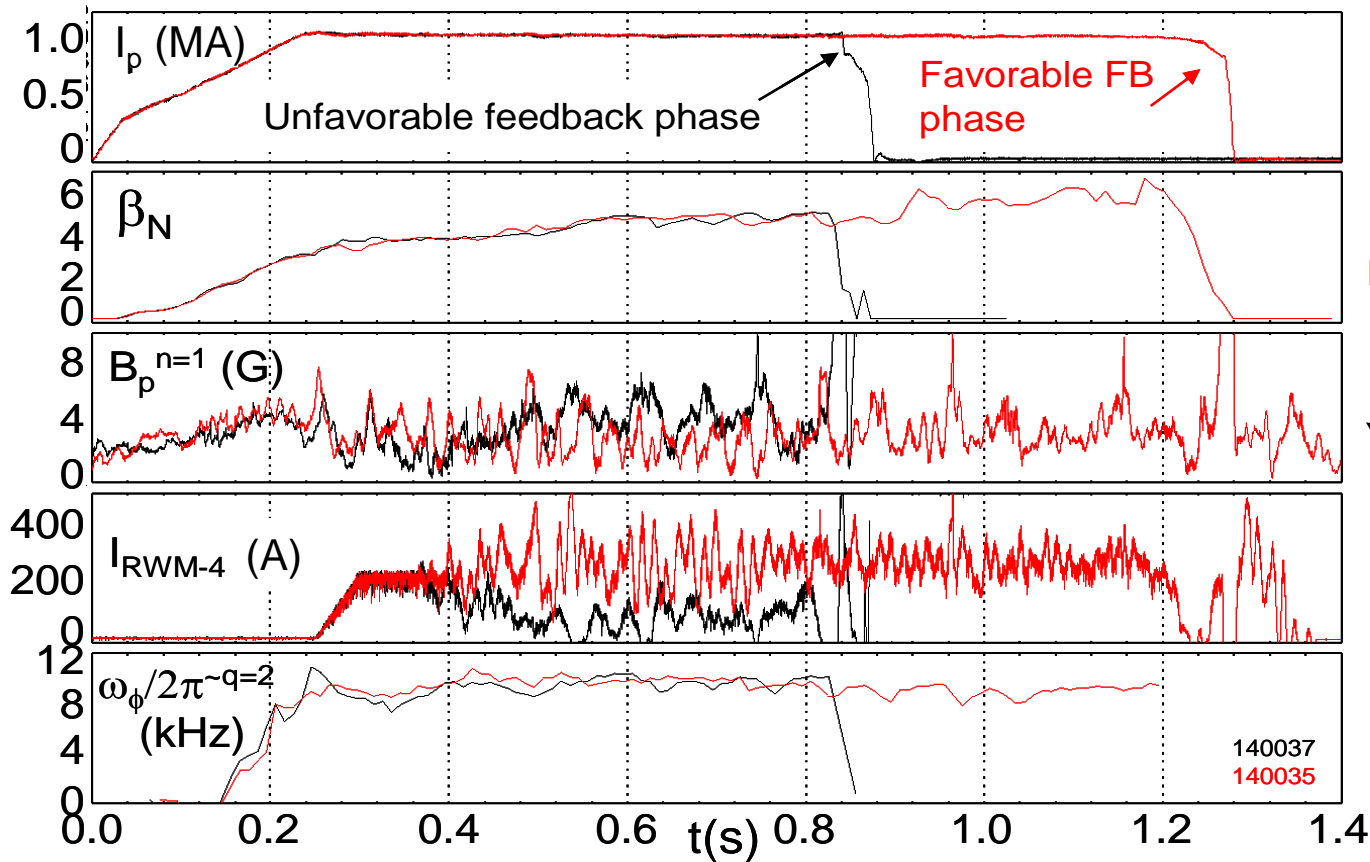 1.0
0.5
0
I_p (MA)
Unfavorable feedback phase
Favorable FB
phase
6
4
2
0
β_N
8
4
2
0
B_p^n=1 (G)
400
200
0
I_RWM-4 (A)
12
8
4
0
ω_ϕ/2π^~q=2
(kHz)
140037
140035
0.0 0.2 0.4 0.6 0.8 1.0 1.2 1.4
t(s)